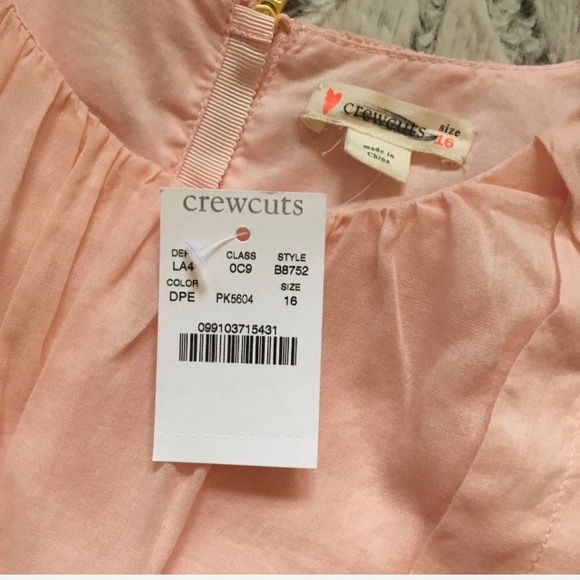 crewcuts size
16
made in
China
crewcuts
CLASS STYLE
LA4 0C9 B8752
COLOR SIZE
DPE PK5604 16
099103715431